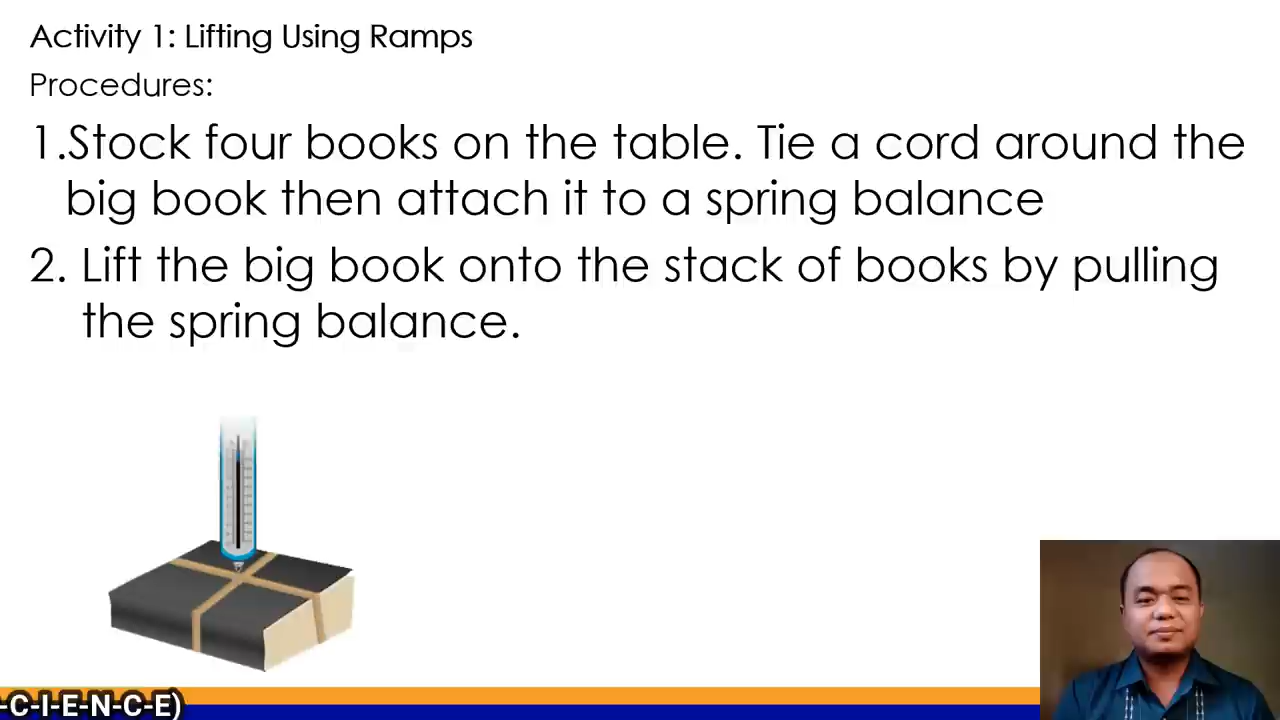 Activity 1: Lifting Using Ramps
Procedures:
1.Stock four books on the table. Tie a cord around the
big book then attach it to a spring balance
2. Lift the big book onto the stack of books by pulling
the spring balance.
-C-I-E-N-C-E)